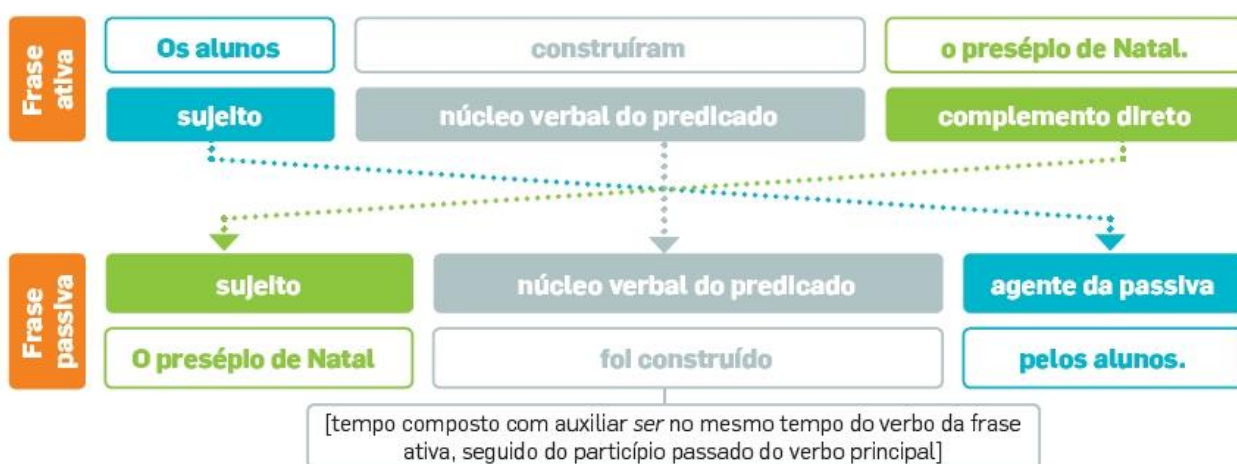 Frase ativa
Os alunos
construíram
o presépio de Natal.
sujeito
núcleo verbal do predicado
complemento direto
Frase passiva
sujeito
núcleo verbal do predicado
agente da passiva
O presépio de Natal
foi construído
pelos alunos.
[tempo composto com auxiliar ser no mesmo tempo do verbo da frase
ativa, seguido do particípio passado do verbo principal]